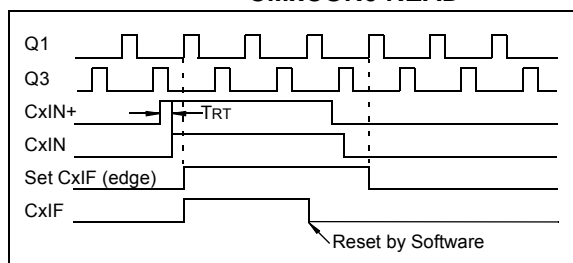 Q1
Q3
CxIN+
TRT
CxIN
Set CxIF (edge)
CxIF
Reset by Software